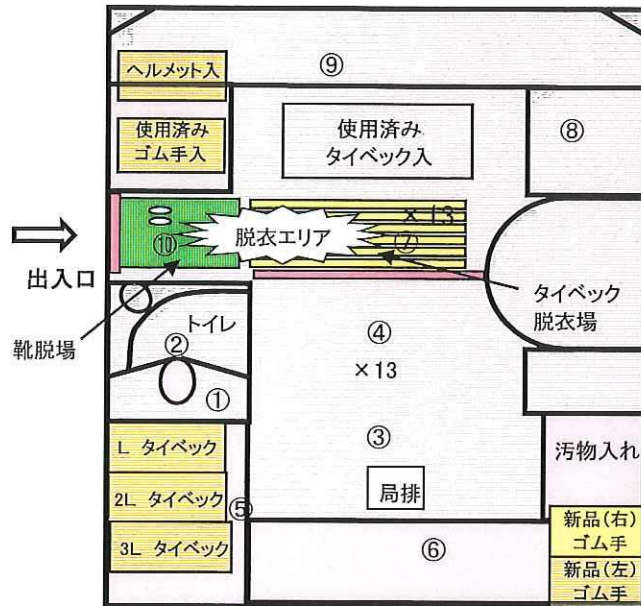 ⑨
ヘルメット入
使用済み
ゴム手入
使用済み
タイベック入
⑧
×13
⑩
脱衣エリア
⑦
出入口
靴脱場
タイベック
脱衣場
トイレ
②
①
④
×13
③
局排
L タイベック
2L タイベック
3L タイベック
⑤
⑥
汚物入れ
新品(右)
ゴム手
新品(左)
ゴム手